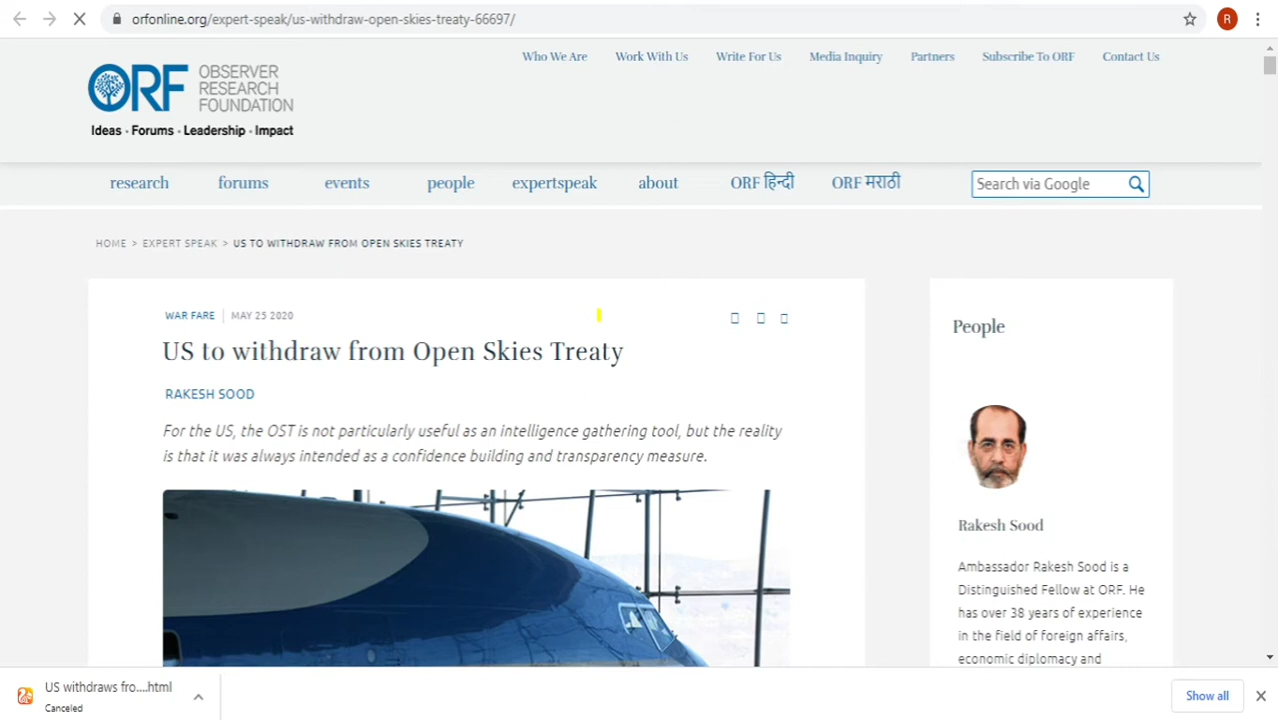 orfonline.org/expert-speak/us-withdraw-open-skies-treaty-66697/
R
Who We Are Work With Us Write For Us Media Inquiry Partners Subscribe To ORF Contact Us
ORF OBSERVER
RESEARCH
FOUNDATION
Ideas · Forums · Leadership · Impact
research forums events people expertspeak about ORF हिन्दी ORF मराठी Search via Google
HOME > EXPERT SPEAK > US TO WITHDRAW FROM OPEN SKIES TREATY
WAR FARE | MAY 25 2020
US to withdraw from Open Skies Treaty
RAKESH SOOD
For the US, the OST is not particularly useful as an intelligence gathering tool, but the reality
is that it was always intended as a confidence building and transparency measure.
People
Rakesh Sood
Ambassador Rakesh Sood is a
Distinguished Fellow at ORF. He
has over 38 years of experience
in the field of foreign affairs,
economic diplomacy and
US withdraws fro....html
Canceled
Show all